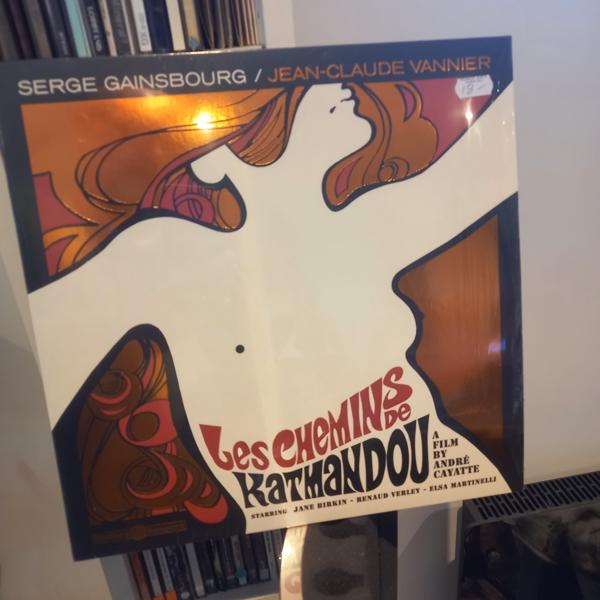 SERGE GAINSBOURG / JEAN-CLAUDE VANNIER
Les CHEMINS
De
KATMANDOU
A
FILM
BY
ANDRÉ
CAYATTE
STARRING JANE BIRKIN - RENAUD VERLEY - ELSA MARTINELLI